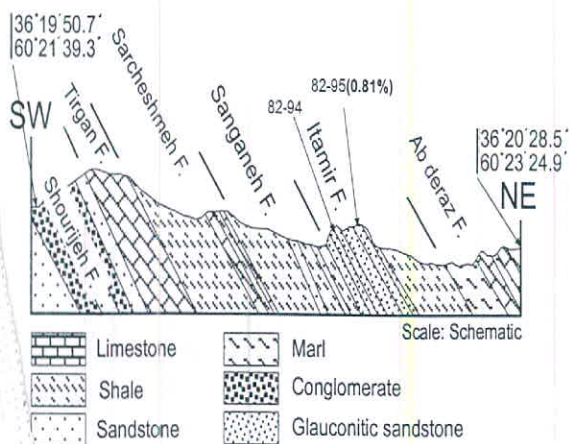 36°19'50.7"
60°21'39.3"
SW
Shourijeh F.
Tirgan F.
Sarcheshmeh F.
Sanganeh F.
82-94
82-95(0.81%)
Itamir F.
Ab deraz F.
36°20'28.5"
60°23'24.9"
NE
Scale: Schematic
Limestone
Marl
Shale
Conglomerate
Sandstone
Glauconitic sandstone